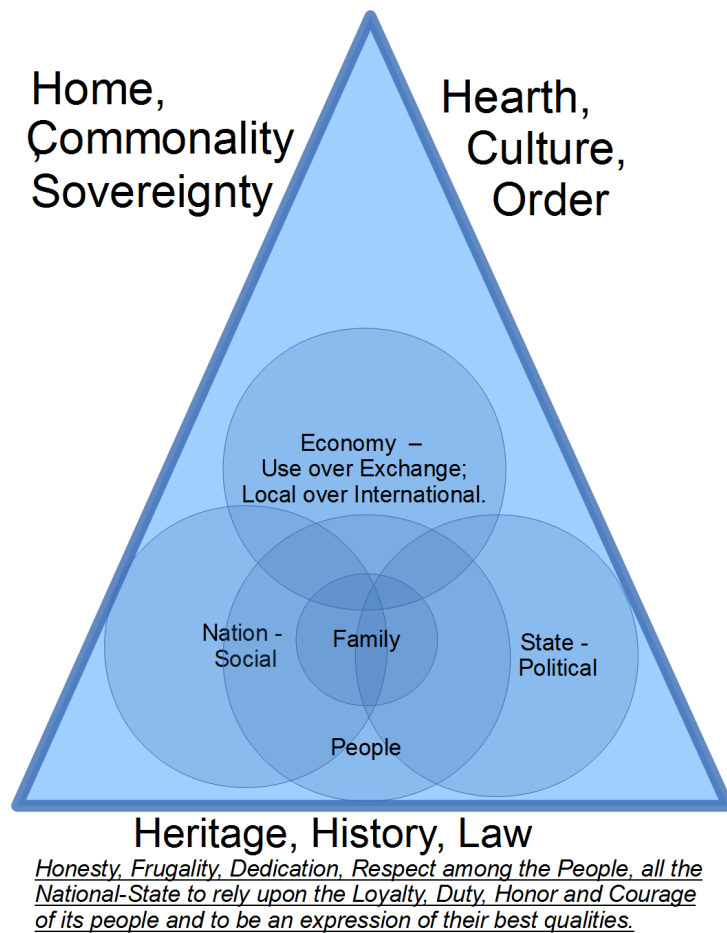 Home,
Commonality
,
Sovereignty
Hearth,
Culture,
Order
Economy –
Use over Exchange;
Local over International.
Nation -
Social
Family
State -
Political
People
Heritage, History, Law
Honesty, Frugality, Dedication, Respect among the People, all the
National-State to rely upon the Loyalty, Duty, Honor and Courage
of its people and to be an expression of their best qualities.